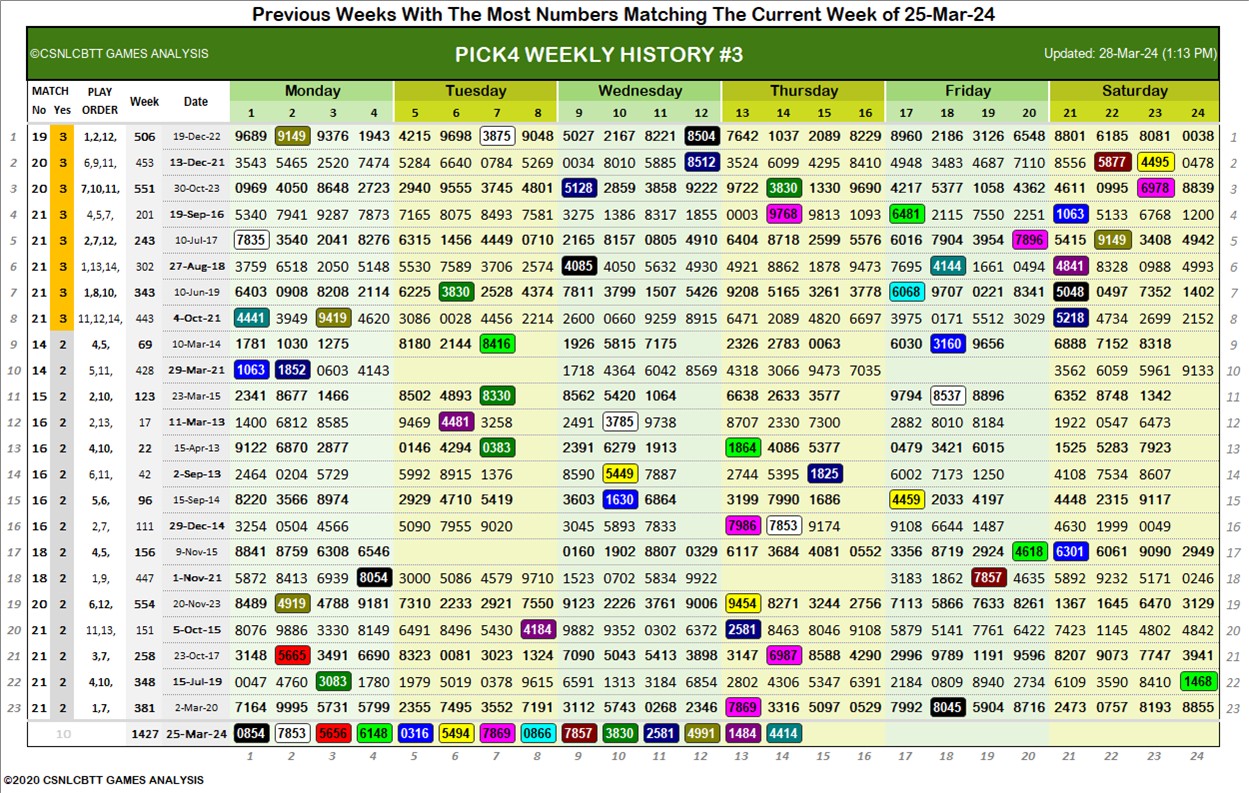 Previous Weeks With The Most Numbers Matching The Current Week of 25-Mar-24
©CSNLCBTT GAMES ANALYSIS PICK4 WEEKLY HISTORY #3 Updated: 28-Mar-24 (1:13 PM)
MATCH PLAY Week Date Monday Tuesday Wednesday Thursday Friday Saturday
No Yes ORDER 1 2 3 4 5 6 7 8 9 10 11 12 13 14 15 16 17 18 19 20 21 22 23 24
1 19 3 1,2,12, 506 19-Dec-22 9689 9149 9376 1943 4215 9698 3875 9048 5027 2167 8221 8504 7642 1037 2089 8229 8960 2186 3126 6548 8801 6185 8081 0038 1
2 20 3 6,9,11, 453 13-Dec-21 3543 5465 2520 7474 5284 6640 0784 5269 0034 8010 5885 8512 3524 6099 4295 8410 4948 3483 4687 7110 8556 5877 4495 0478 2
3 20 3 7,10,11, 551 30-Oct-23 0969 4050 8648 2723 2940 9555 3745 4801 5128 2859 3858 9222 9722 3830 1330 9690 4217 5377 1058 4362 4611 0995 6978 8839 3
4 21 3 4,5,7, 201 19-Sep-16 5340 7941 9287 7873 7165 8075 8493 7581 3275 1386 8317 1855 0003 9768 9813 1093 6481 2115 7550 2251 1063 5133 6768 1200 4
5 21 3 2,7,12, 243 10-Jul-17 7835 3540 2041 8276 6315 1456 4449 0710 2165 8157 0805 4910 6404 8718 2599 5576 6016 7904 3954 7896 5415 9149 3408 4942 5
6 21 3 1,13,14, 302 27-Aug-18 3759 6518 2050 5148 5530 7589 3706 2574 4085 4050 5632 4930 4921 8862 1878 9473 7695 4144 1661 0494 4841 8328 0988 4993 6
7 21 3 1,8,10, 343 10-Jun-19 6403 0908 8208 2114 6225 3830 2528 4374 7811 3799 1507 5426 9208 5165 3261 3778 6068 9707 0221 8341 5048 0497 7352 1402 7
8 21 3 11,12,14, 443 4-Oct-21 4441 3949 9419 4620 3086 0028 4456 2214 2600 0660 9259 8915 6471 2089 4820 6697 3975 0171 5512 3029 5218 4734 2699 2152 8
9 14 2 4,5, 69 10-Mar-14 1781 1030 1275 8180 2144 8416 1926 5815 7175 2326 2783 0063 6030 3160 9656 6888 7152 8318 9
10 14 2 5,11, 428 29-Mar-21 1063 1852 0603 4143 1718 4364 6042 8569 4318 3066 9473 7035 3562 6059 5961 9133 10
11 15 2 2,10, 123 23-Mar-15 2341 8677 1466 8502 4893 8330 8562 5420 1064 6638 2633 3577 9794 8537 8896 6352 8748 1342 11
12 16 2 2,13, 17 11-Mar-13 1400 6812 8585 9469 4481 3258 2491 3785 9738 8707 2330 7300 2882 8010 8184 1922 0547 6473 12
13 16 2 4,10, 22 15-Apr-13 9122 6870 2877 0146 4294 0383 2391 6279 1913 1864 4086 5377 0479 3421 6015 1525 5283 7923 13
14 16 2 6,11, 42 2-Sep-13 2464 0204 5729 5992 8915 1376 8590 5449 7887 2744 5395 1825 6002 7173 1250 4108 7534 8607 14
15 16 2 5,6, 96 15-Sep-14 8220 3566 8974 2929 4710 5419 3603 1630 6864 3199 7990 1686 4459 2033 4197 4448 2315 9117 15
16 16 2 2,7, 111 29-Dec-14 3254 0504 4566 5090 7955 9020 3045 5893 7833 7986 7853 9174 9108 6644 1487 4630 1999 0049 16
17 18 2 4,5, 156 9-Nov-15 8841 8759 6308 6546 0160 1902 8807 0329 6117 3684 4081 0552 3356 8719 2924 4618 6301 6061 9090 2949 17
18 18 2 1,9, 447 1-Nov-21 5872 8413 6939 8054 3000 5086 4579 9710 1523 0702 5834 9922 3183 1862 7857 4635 5892 9232 5171 0246 18
19 20 2 6,12, 554 20-Nov-23 8489 4919 4788 9181 7310 2233 2921 7550 9123 2226 3761 9006 9454 8271 3244 2756 7113 5866 7633 8261 1367 1645 6470 3129 19
20 21 2 11,13, 151 5-Oct-15 8076 9886 3330 8149 6491 8496 5430 4184 9882 9352 0302 6372 2581 8463 8046 9108 5879 5141 7761 6422 7423 1145 4802 4842 20
21 21 2 3,7, 258 23-Oct-17 3148 5665 3491 6690 8323 0081 3023 1324 7090 5043 5413 3898 3147 6987 8588 4290 2996 9789 1191 9596 8207 9073 7747 3941 21
22 21 2 4,10, 348 15-Jul-19 0047 4760 3083 1780 1979 5019 0378 9615 6591 1313 3184 6854 2802 4306 5347 6391 2184 0809 8940 2734 6109 3590 8410 1468 22
23 21 2 1,7, 381 2-Mar-20 7164 9995 5731 5799 2355 7495 3552 7191 3112 5743 0268 2346 7869 3316 5097 0529 7992 8045 5904 8716 2473 0757 8193 8855 23
10 1427 25-Mar-24 0854 7853 5656 6148 0316 5494 7869 0866 7857 3830 2581 4991 1484 4414
1 2 3 4 5 6 7 8 9 10 11 12 13 14 15 16 17 18 19 20 21 22 23 24
©2020 CSNLCBTT GAMES ANALYSIS